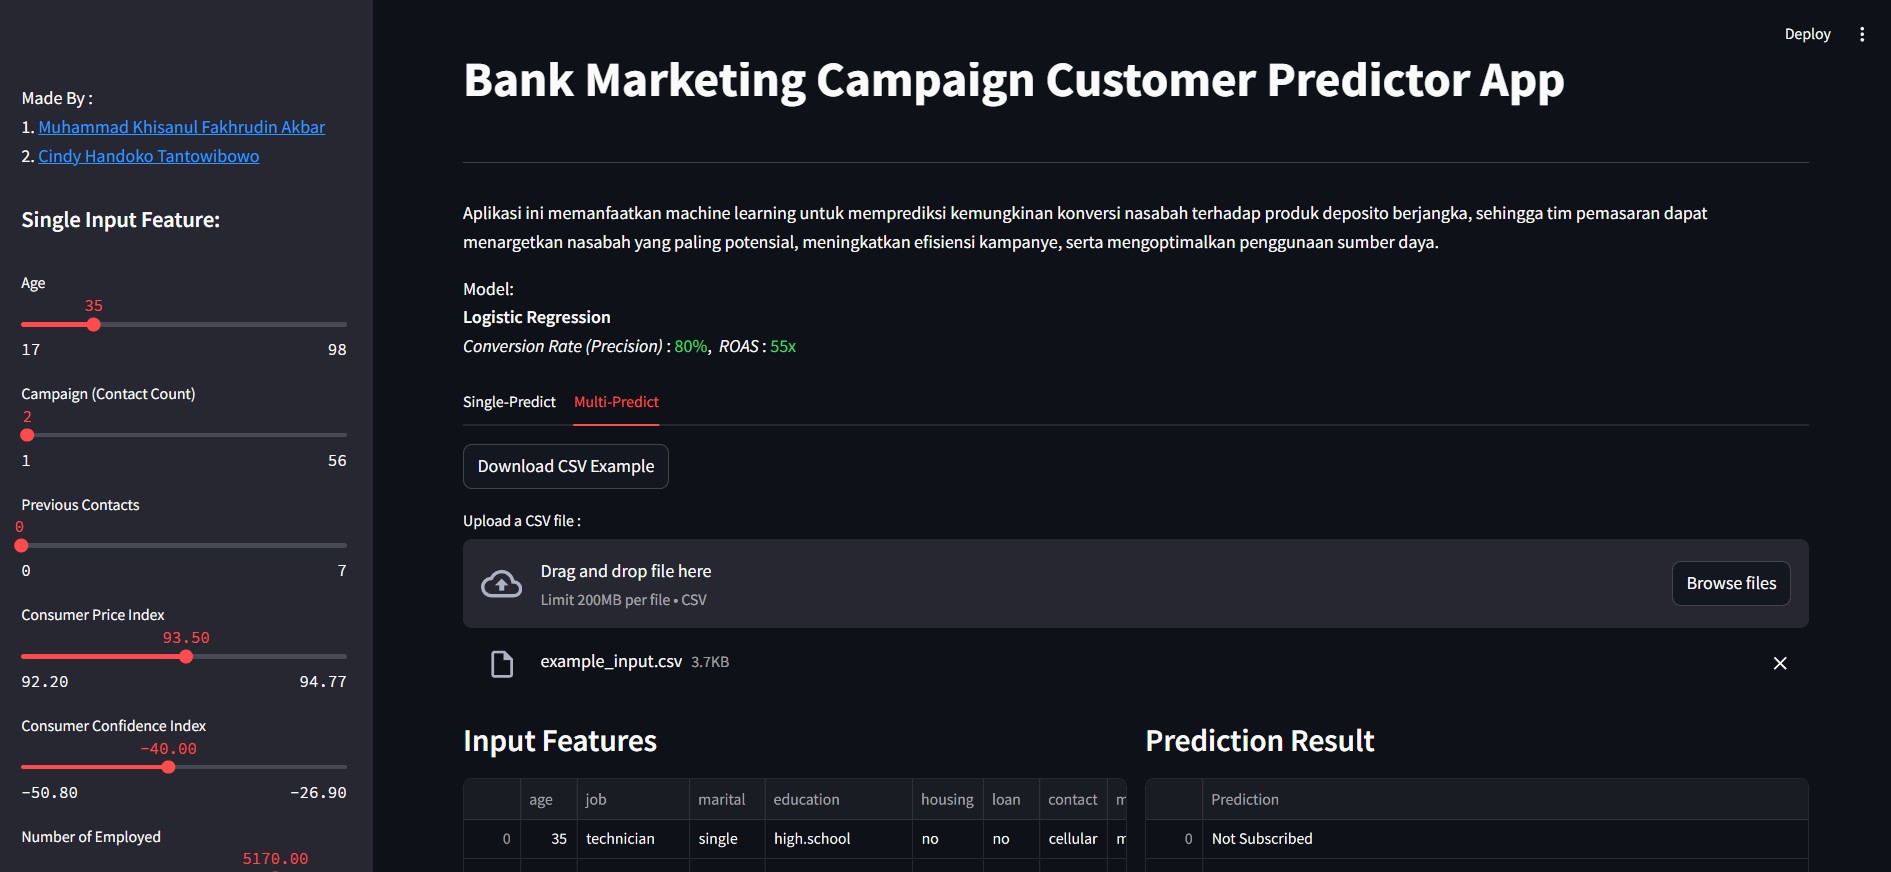 Deploy
Made By :
1. Muhammad Khisanul Fakhrudin Akbar
2. Cindy Handoko Tantowibowo
Single Input Feature:
Age
35
17 98
Campaign (Contact Count)
2
1 56
Previous Contacts
0
0 7
Consumer Price Index
93.50
92.20 94.77
Consumer Confidence Index
-40.00
-50.80 -26.90
Number of Employed
5170.00
Bank Marketing Campaign Customer Predictor App
Aplikasi ini memanfaatkan machine learning untuk memprediksi kemungkinan konversi nasabah terhadap produk deposito berjangka, sehingga tim pemasaran dapat
menargetkan nasabah yang paling potensial, meningkatkan efisiensi kampanye, serta mengoptimalkan penggunaan sumber daya.
Model:
Logistic Regression
Conversion Rate (Precision) : 80%, ROAS : 55x
Single-Predict Multi-Predict
Download CSV Example
Upload a CSV file :
Drag and drop file here
Limit 200MB per file • CSV
Browse files
example_input.csv 3.7KB
Input Features
age job marital education housing loan contact m
0 35 technician single high.school no no cellular m
Prediction Result
Prediction
0 Not Subscribed